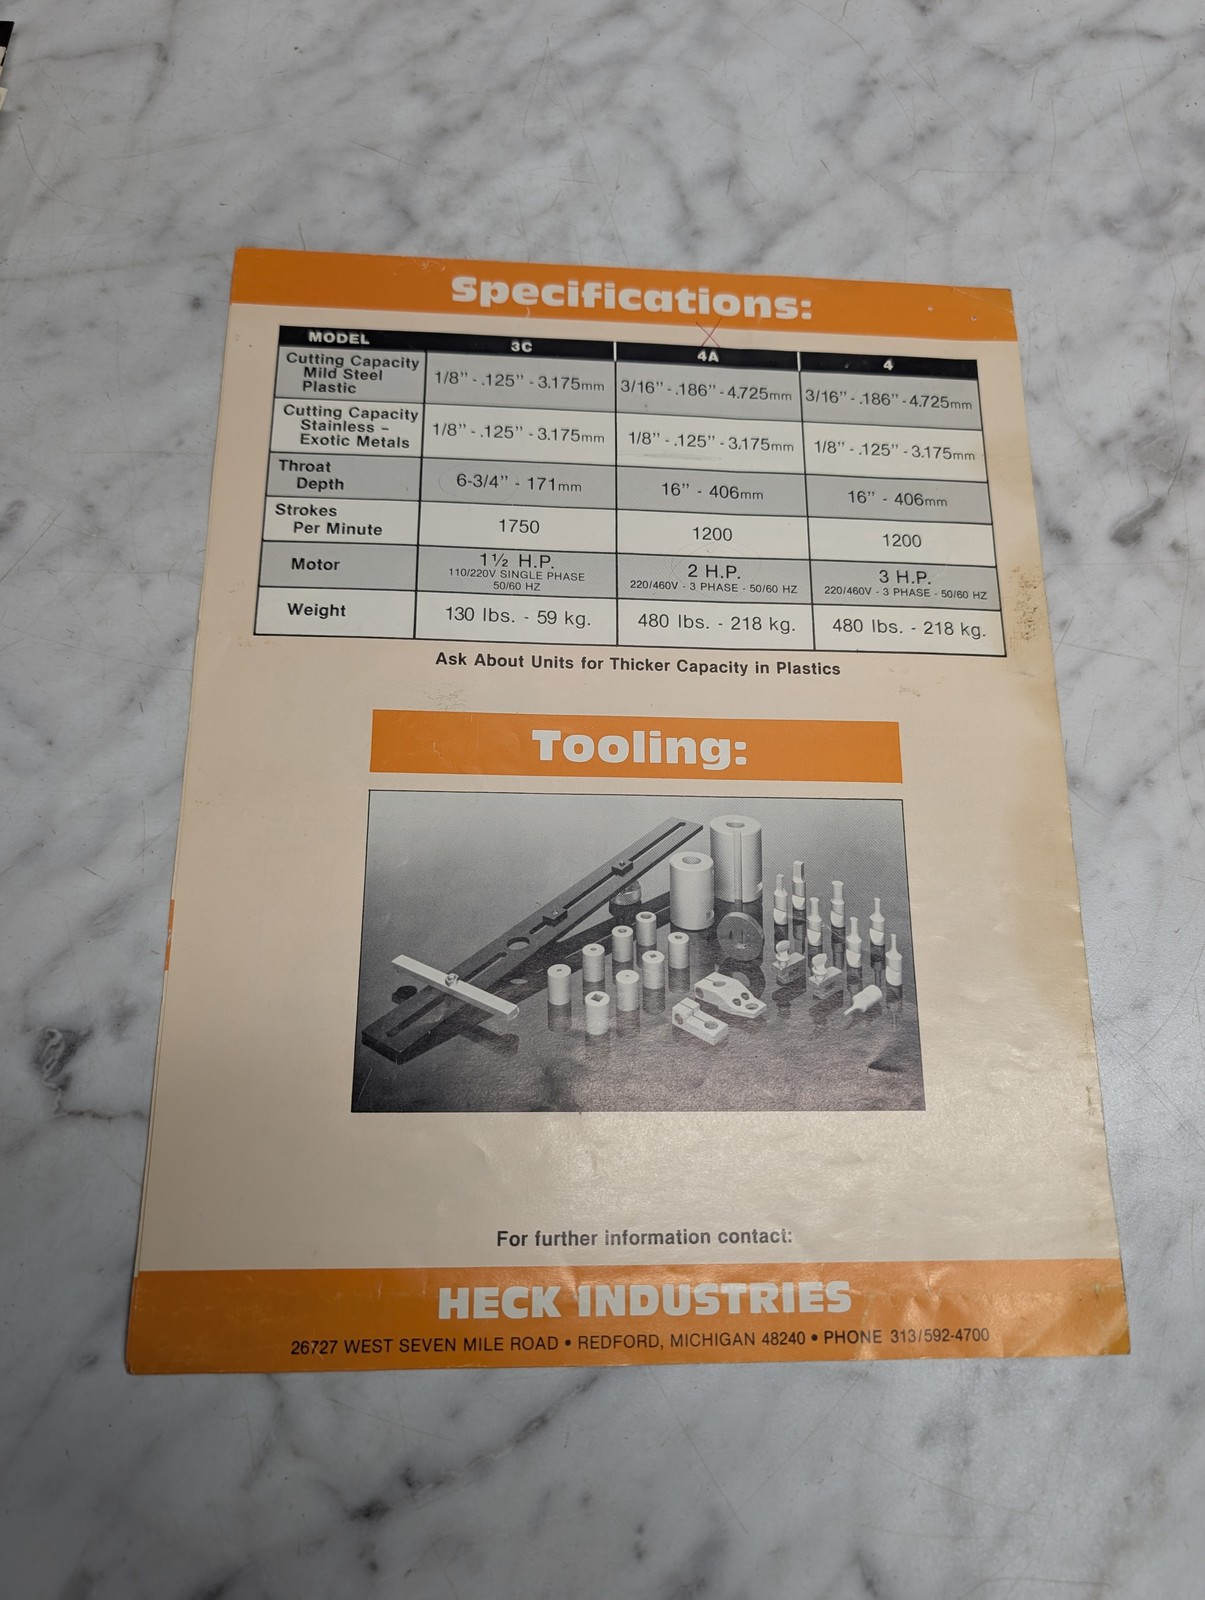 Specifications:
MODEL 3C 4A 4
Cutting Capacity
Mild Steel
Plastic
1/8" - .125" - 3.175mm 3/16" - .186" - 4.725mm 3/16" - .186" - 4.725mm
Cutting Capacity
Stainless –
Exotic Metals
1/8" - .125" - 3.175mm 1/8" - .125" - 3.175mm 1/8" - .125" - 3.175mm
Throat
Depth
6-3/4" - 171mm 16" - 406mm 16" - 406mm
Strokes
Per Minute
1750 1200 1200
Motor
1½ H.P.
110/220V SINGLE PHASE
50/60 HZ
2 H.P.
220/460V - 3 PHASE - 50/60 HZ
3 H.P.
220/460V - 3 PHASE - 50/60 HZ
Weight 130 lbs. - 59 kg. 480 lbs. - 218 kg. 480 lbs. - 218 kg.
Ask About Units for Thicker Capacity in Plastics
Tooling:
For further information contact:
HECK INDUSTRIES
26727 WEST SEVEN MILE ROAD • REDFORD, MICHIGAN 48240 • PHONE 313/592-4700